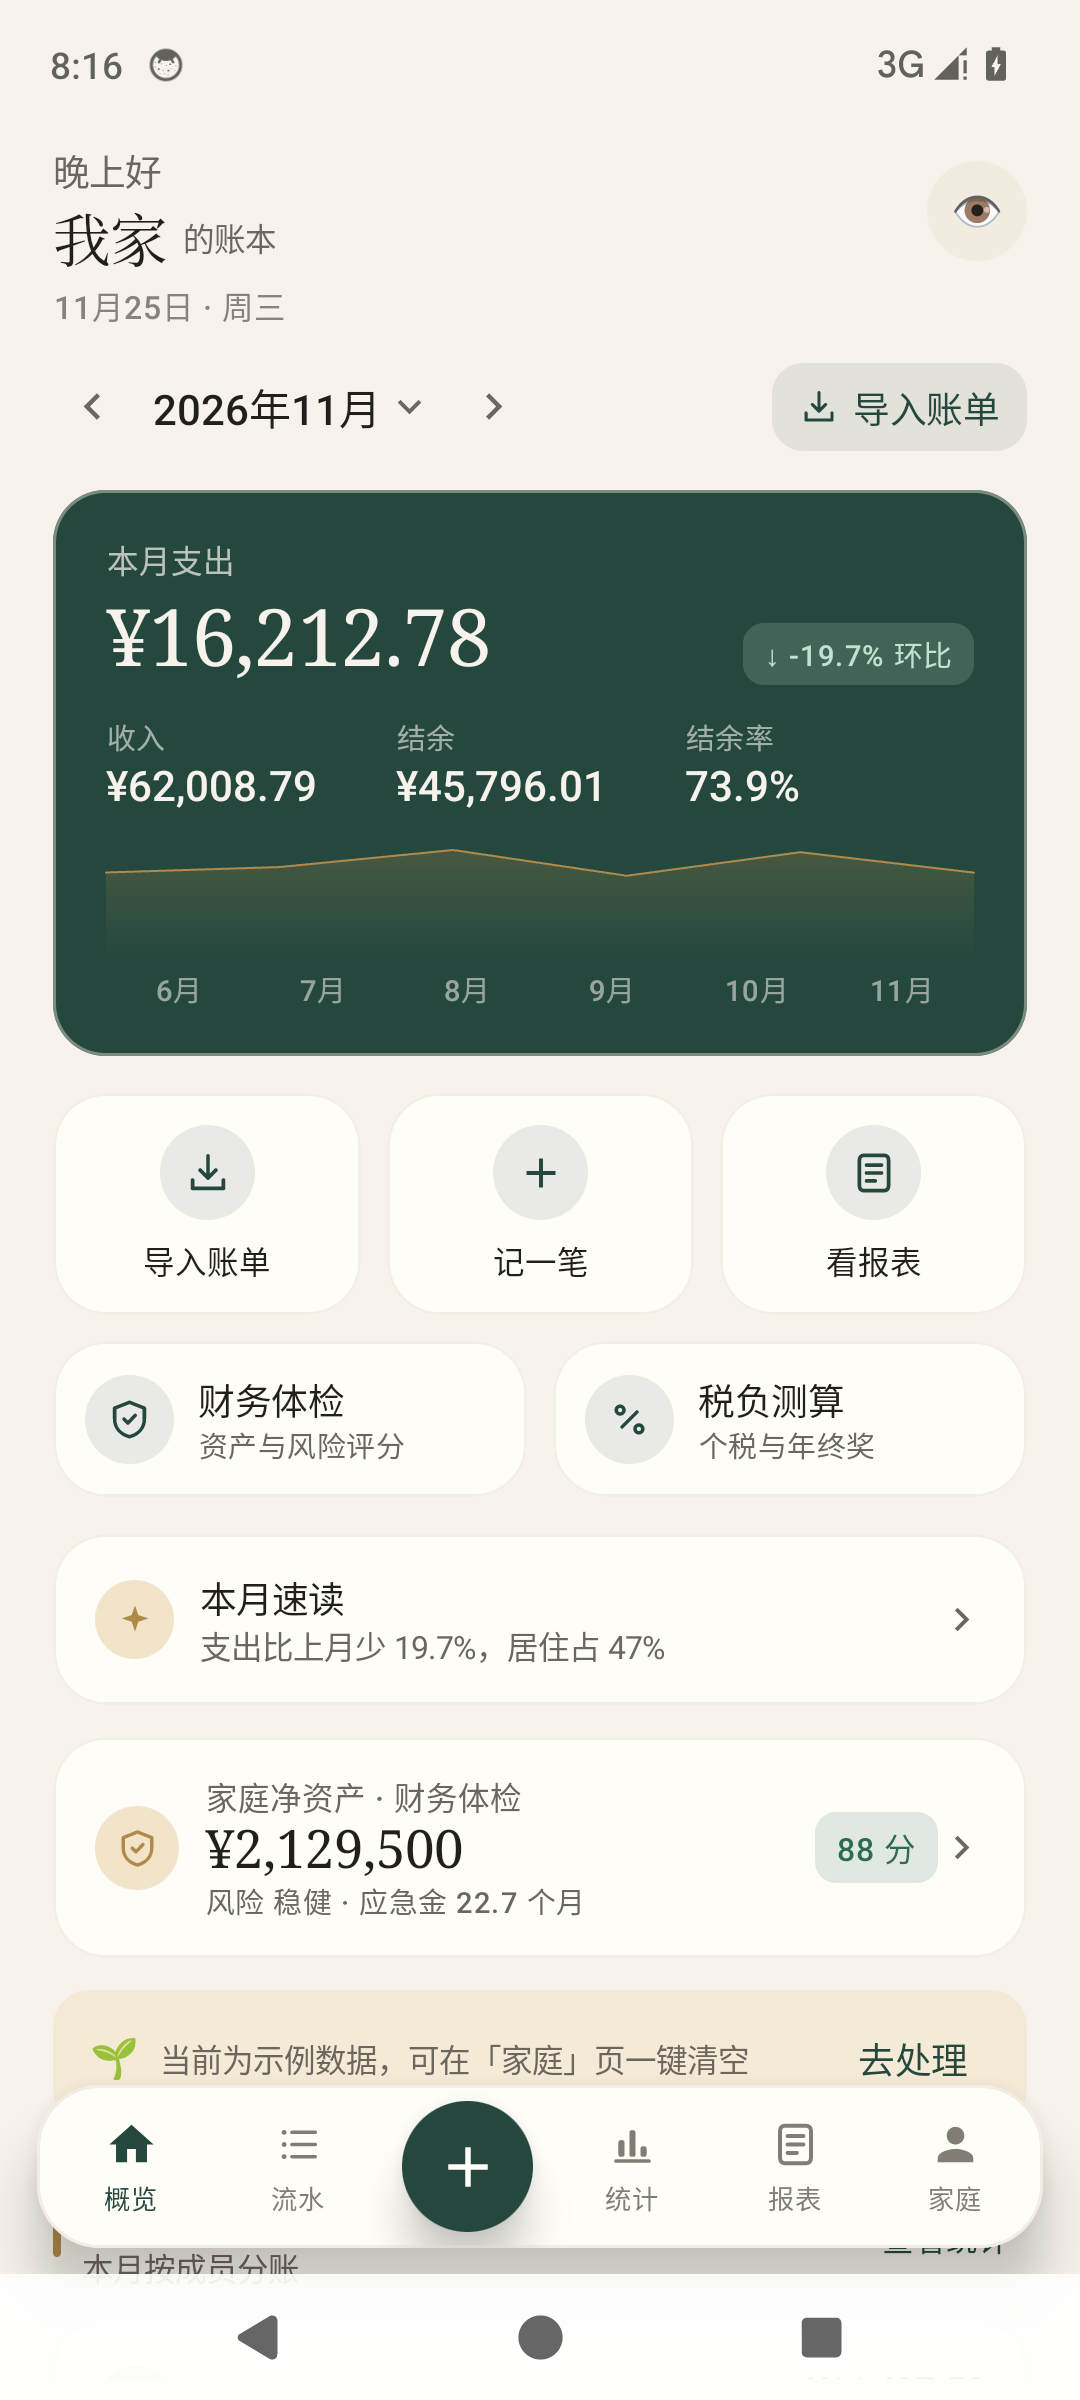 8:16
3G
晚上好
我家 的账本
11月25日 · 周三
2026年11月
导入账单
本月支出
¥16,212.78
↓ -19.7% 环比
收入 结余 结余率
¥62,008.79 ¥45,796.01 73.9%
6月 7月 8月 9月 10月 11月
导入账单 记一笔 看报表
财务体检
资产与风险评分
税负测算
个税与年终奖
本月速读
支出比上月少 19.7%，居住占 47%
家庭净资产 · 财务体检
¥2,129,500
风险 稳健 · 应急金 22.7 个月
88 分
当前为示例数据，可在「家庭」页一键清空
去处理
概览 流水 统计 报表 家庭
本月按成员分账